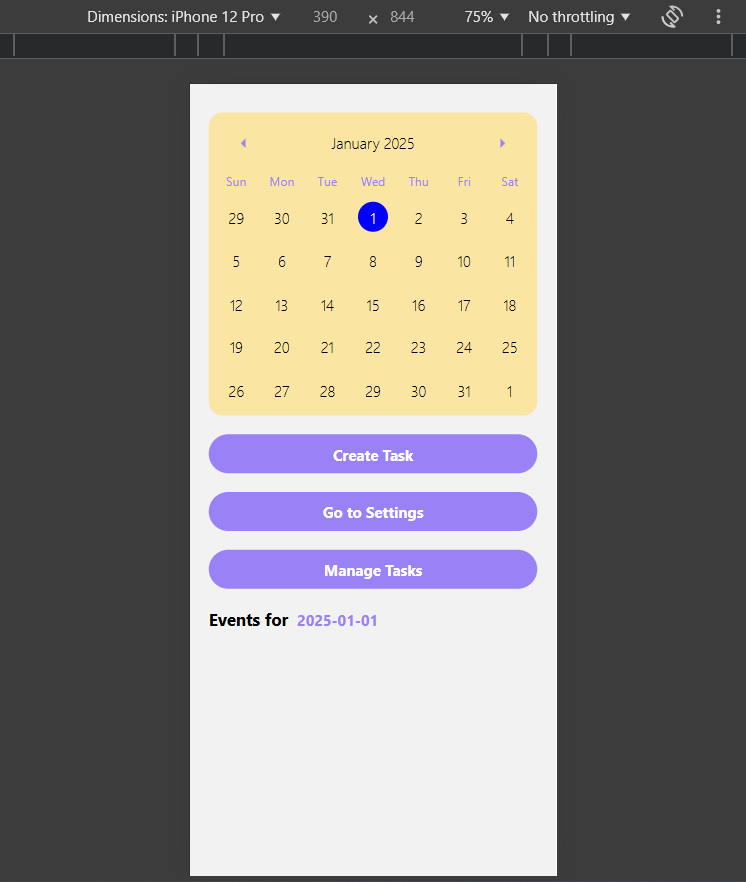 Dimensions: iPhone 12 Pro ▼ 390 × 844 75% ▼ No throttling ▼
January 2025
Sun Mon Tue Wed Thu Fri Sat
29 30 31 1 2 3 4
5 6 7 8 9 10 11
12 13 14 15 16 17 18
19 20 21 22 23 24 25
26 27 28 29 30 31 1
Create Task
Go to Settings
Manage Tasks
Events for 2025-01-01